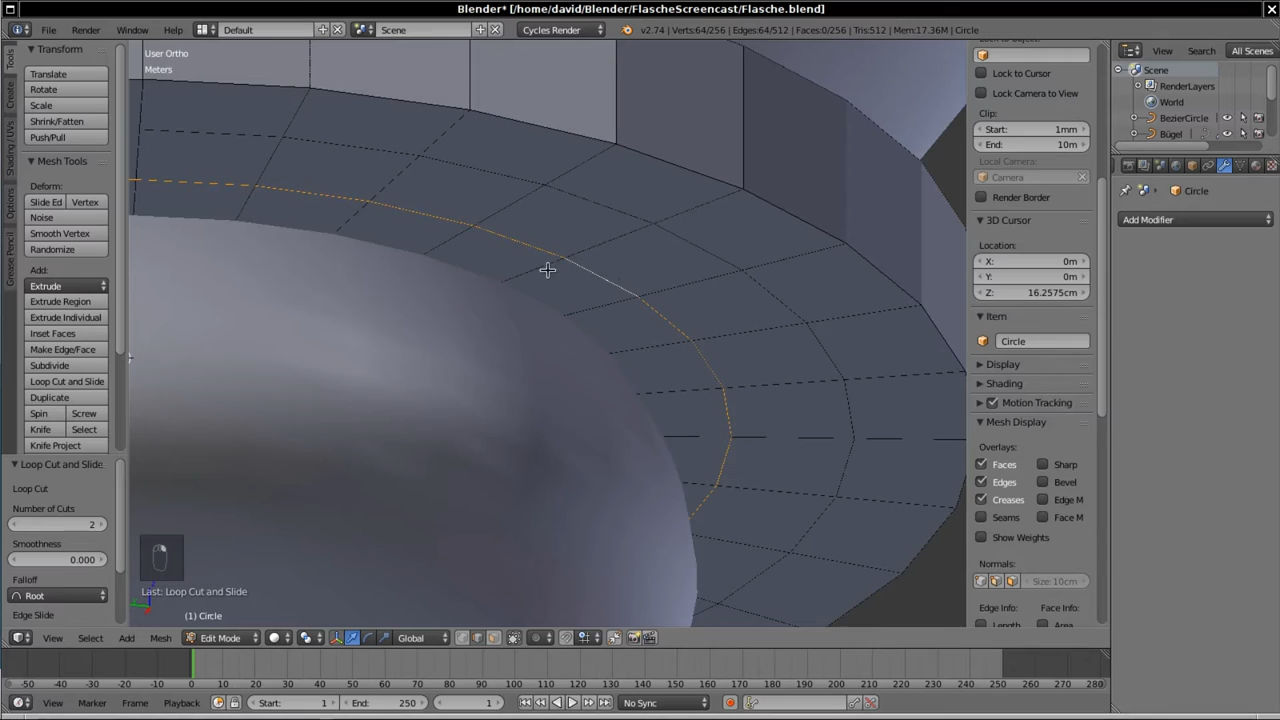 Blender* [/home/david/Blender/FlascheScreencast/Flasche.blend]
File Render Window Help Default Scene Cycles Render v2.74 | Verts:64/256 | Edges:64/512 | Faces:0/256 | Tris:512 | Mem:17.36M | Circle
View Search All Scenes
Tools
Create
Shading / UVs
Options
Grease Pencil
Transform
Translate
Rotate
Scale
Shrink/Fatten
Push/Pull
Mesh Tools
Deform:
Slide Ed Vertex
Noise
Smooth Vertex
Randomize
Add:
Extrude
Extrude Region
Extrude Individual
Inset Faces
Make Edge/Face
Subdivide
Loop Cut and Slide
Duplicate
Spin Screw
Knife Select
Knife Project
Loop Cut and Slide
Loop Cut
Number of Cuts
2
Smoothness
0.000
Falloff
Root
Edge Slide
User Ortho
Meters
Last: Loop Cut and Slide
(1) Circle
Lock to Cursor
Lock Camera to View
Clip:
Start: 1mm
End: 10m
Local Camera:
Camera
Render Border
3D Cursor
Location:
X: 0m
Y: 0m
Z: 16.2575cm
Item
Circle
Display
Shading
Motion Tracking
Mesh Display
Overlays:
Faces Sharp
Edges Bevel
Creases Edge M
Seams Face M
Show Weights
Normals:
Size: 10cm
Edge Info: Face Info:
Scene
RenderLayers
World
BezierCircle
Bügel
Circle
Add Modifier
View Select Add Mesh Edit Mode Global
-50 -40 -30 -20 -10 0 10 20 30 40 50 60 70 80 90 100 110 120 130 140 150 160 170 180 190 200 210 220 230 240 250 260 270 280
View Marker Frame Playback Start: 1 End: 250 1 No Sync